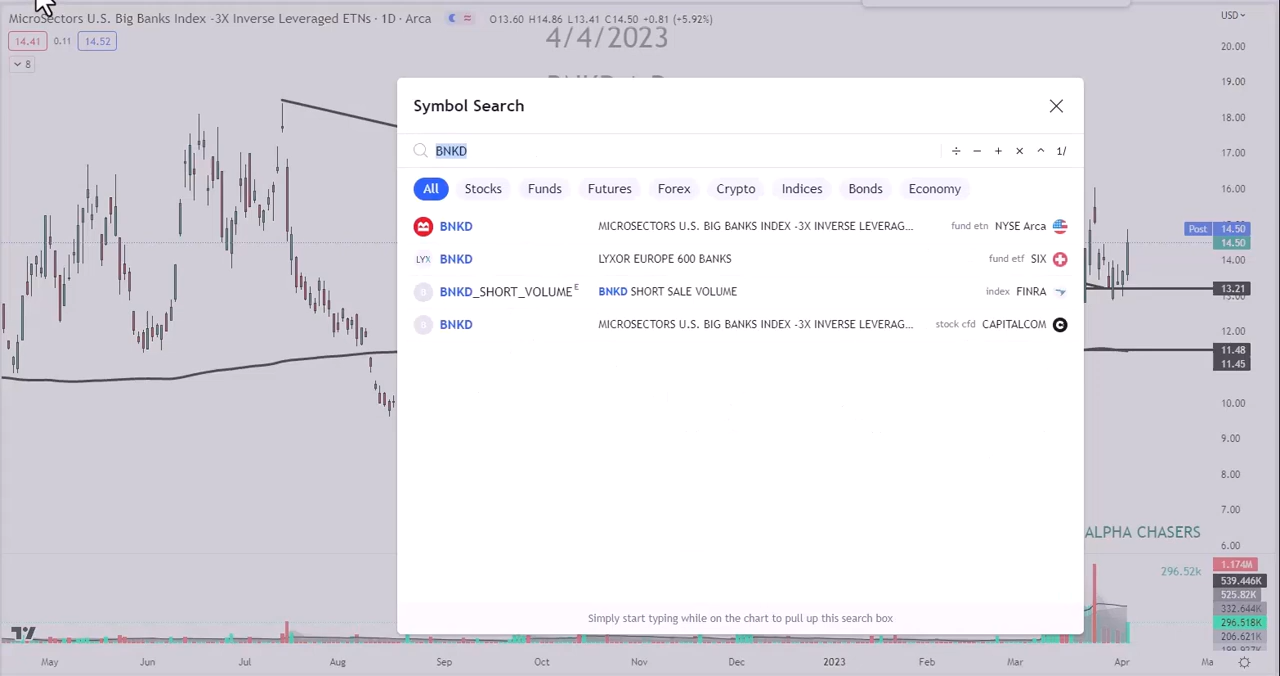 MicroSectors U.S. Big Banks Index -3X Inverse Leveraged ETNs · 1D · Arca O13.60 H14.86 L13.41 C14.50 +0.81 (+5.92%)
USD
14.41 0.11 14.52
8
4/4/2023
20.00
19.00
18.00
17.00
16.00
Post 14.50
14.50
14.00
13.21
13.00
12.00
11.48
11.45
10.00
9.00
8.00
7.00
6.00
Symbol Search
BNKD ÷ − + × ^ 1/
All Stocks Funds Futures Forex Crypto Indices Bonds Economy
BNKD MICROSECTORS U.S. BIG BANKS INDEX -3X INVERSE LEVERAG... fund etn NYSE Arca
LYX BNKD LYXOR EUROPE 600 BANKS fund etf SIX
B BNKD_SHORT_VOLUME E BNKD SHORT SALE VOLUME index FINRA
B BNKD MICROSECTORS U.S. BIG BANKS INDEX -3X INVERSE LEVERAG... stock cfd CAPITALCOM
Simply start typing while on the chart to pull up this search box
ALPHA CHASERS
296.52K
1.174M
539.446K
525.82K
332.644K
296.518K
206.621K
May Jun Jul Aug Sep Oct Nov Dec 2023 Feb Mar Apr Ma